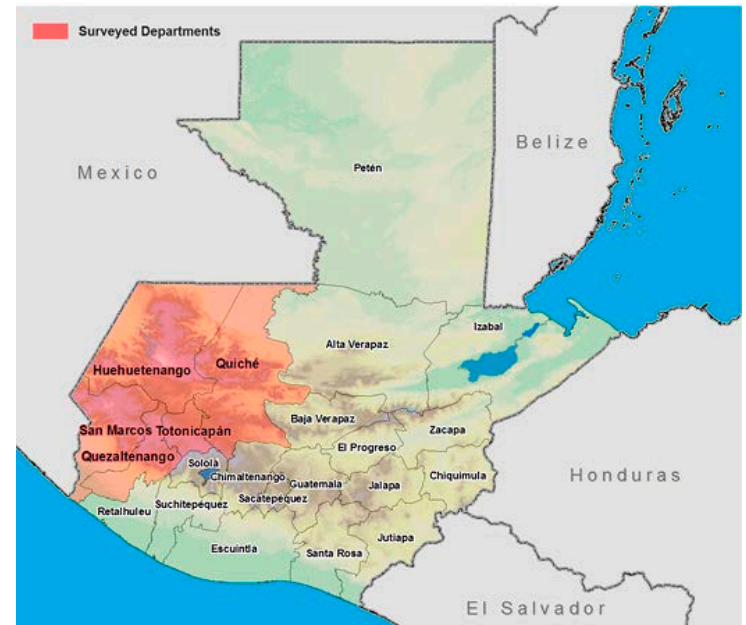 Surveyed Departments
Belize
Petén
Mexico
Izabal
Alta Verapaz
Quiché
Huehuetenango
Baja Verapaz
Zacapa
San Marcos
Totonicapán
El Progreso
Quezaltenango
Sololá
Chimaltenango
Chiquimula
Honduras
Guatemala
Jalapa
Sacatepéquez
Suchitepéquez
Retalhuleu
Jutiapa
Escuintla
Santa Rosa
El Salvador